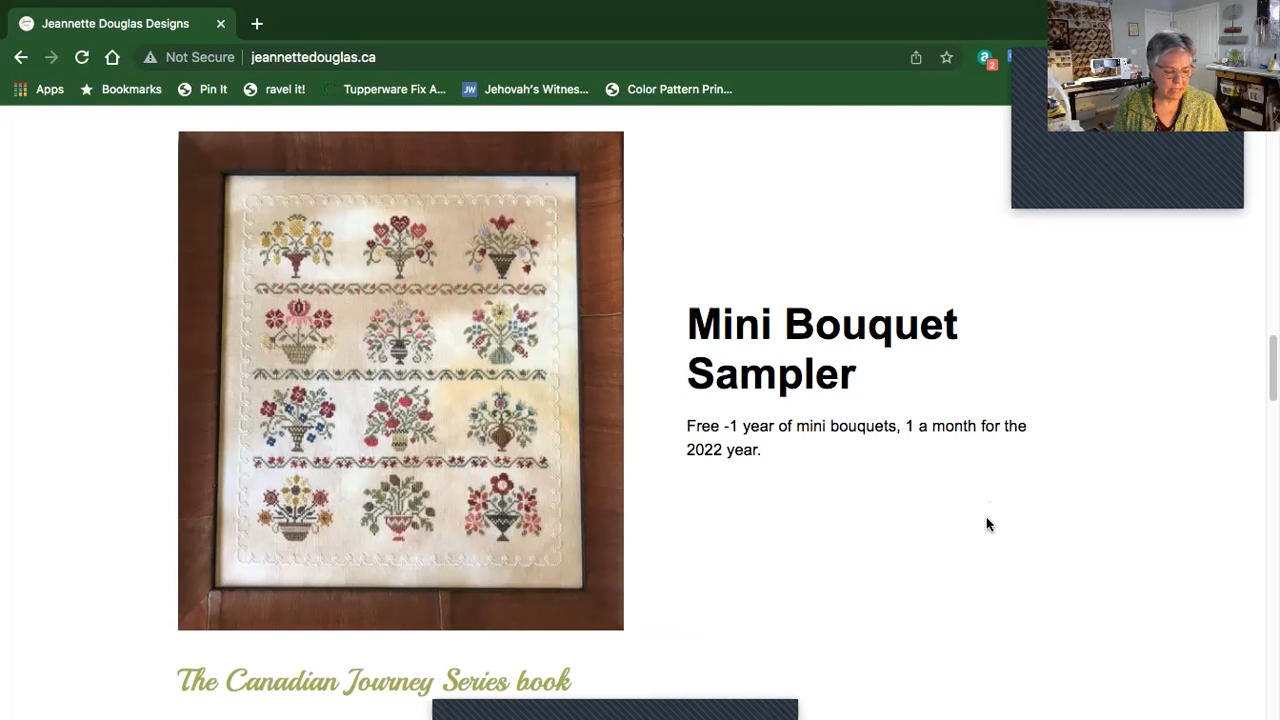 Jeannette Douglas Designs
Not Secure jeannettedouglas.ca
2
Apps Bookmarks Pin It ravel it! Tupperware Fix A... JW Jehovah's Witnes... Color Pattern Prin...
Mini Bouquet
Sampler
Free -1 year of mini bouquets, 1 a month for the
2022 year.
The Canadian Journey Series book